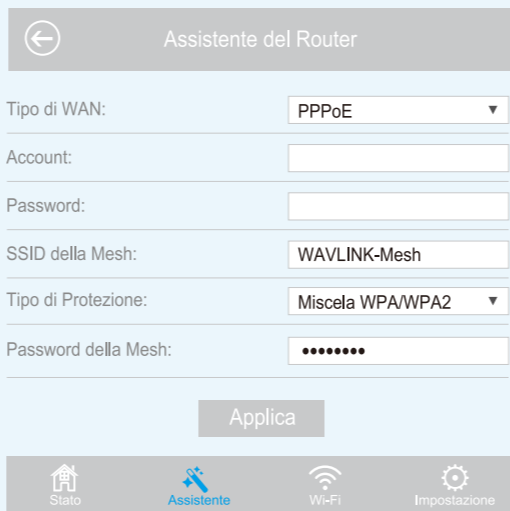 Assistente del Router
Tipo di WAN: PPPoE
Account:
Password:
SSID della Mesh: WAVLINK-Mesh
Tipo di Protezione: Miscela WPA/WPA2
Password della Mesh: ••••••••
Applica
Stato Assistente Wi-Fi Impostazione